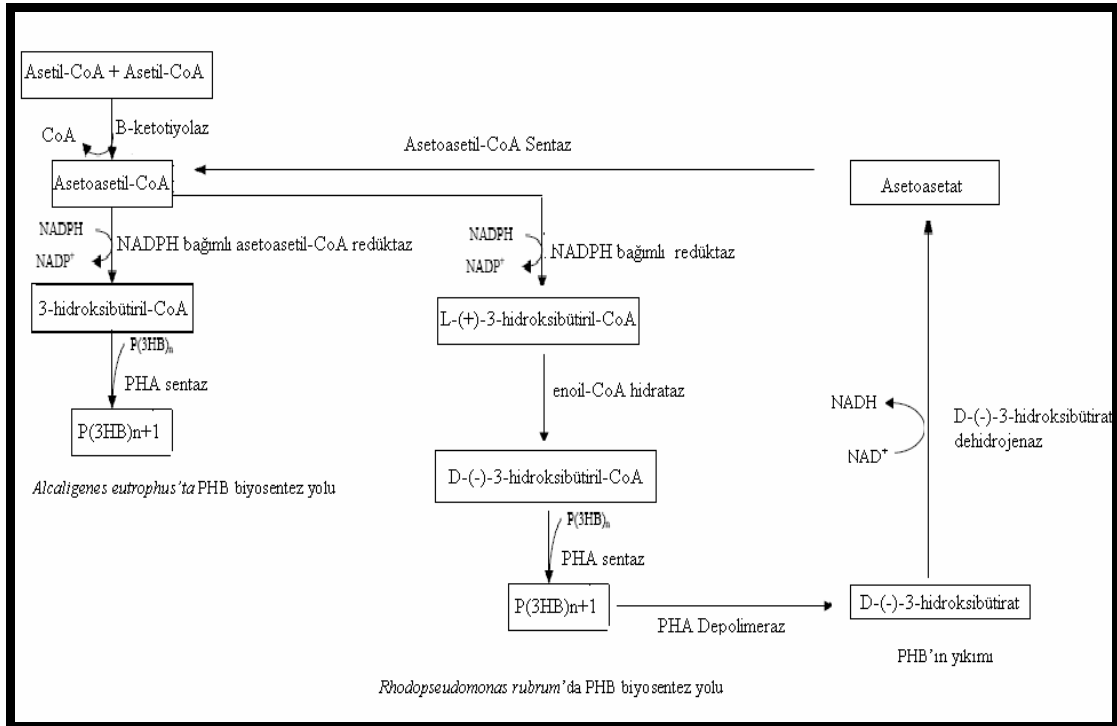 Asetil-CoA + Asetil-CoA
CoA
B-ketotiyolaz
Asetoasetil-CoA Sentaz
Asetoasetil-CoA
Asetoasetat
NADPH
NADP⁺
NADPH bağımlı asetoasetil-CoA redüktaz
NADPH
NADP⁺
NADPH bağımlı redüktaz
3-hidroksibütiril-CoA
L-(+)-3-hidroksibütiril-CoA
P(3HB)ₙ
PHA sentaz
enoil-CoA hidrataz
P(3HB)n+1
NADH
NAD⁺
D-(-)-3-hidroksibütirat
dehidrojenaz
Alcaligenes eutrophus'ta PHB biyosentez yolu
D-(-)-3-hidroksibütiril-CoA
P(3HB)ₙ
PHA sentaz
P(3HB)n+1
PHA Depolimeraz
D-(-)-3-hidroksibütirat
PHB'ın yıkımı
Rhodopseudomonas rubrum'da PHB biyosentez yolu